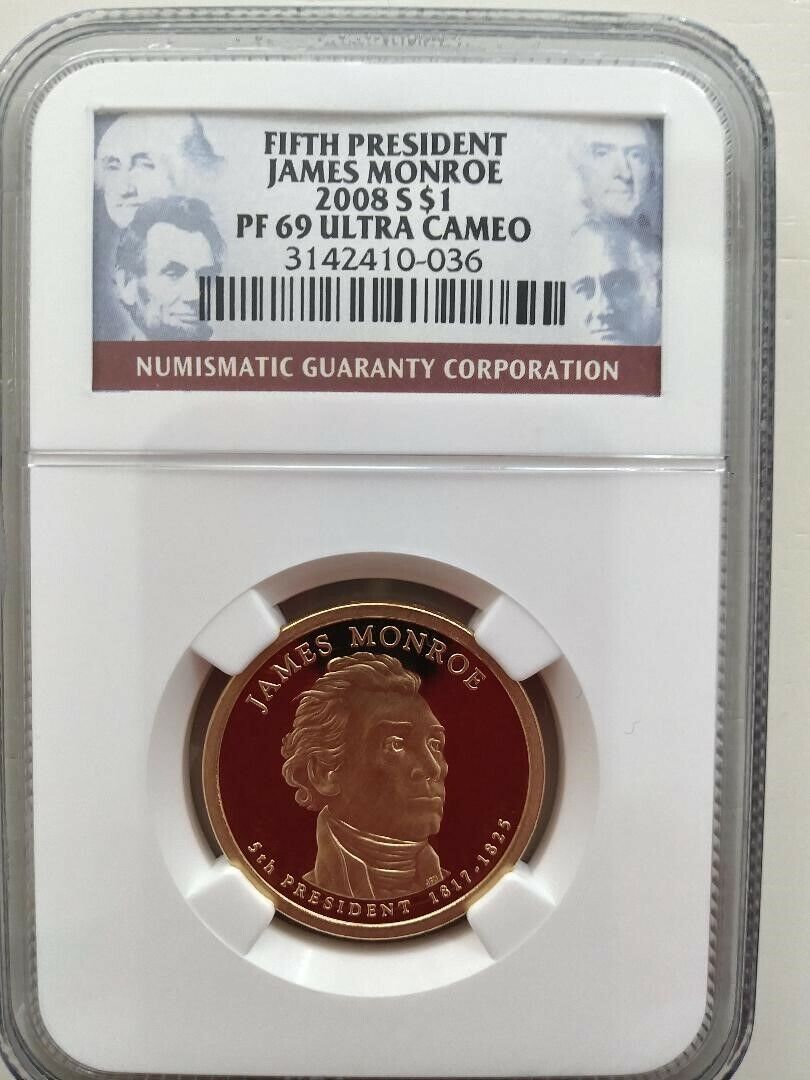 FIFTH PRESIDENT
JAMES MONROE
2008 S $1
PF 69 ULTRA CAMEO
3142410-036
NUMISMATIC GUARANTY CORPORATION
JAMES MONROE
5th PRESIDENT 1817-1825